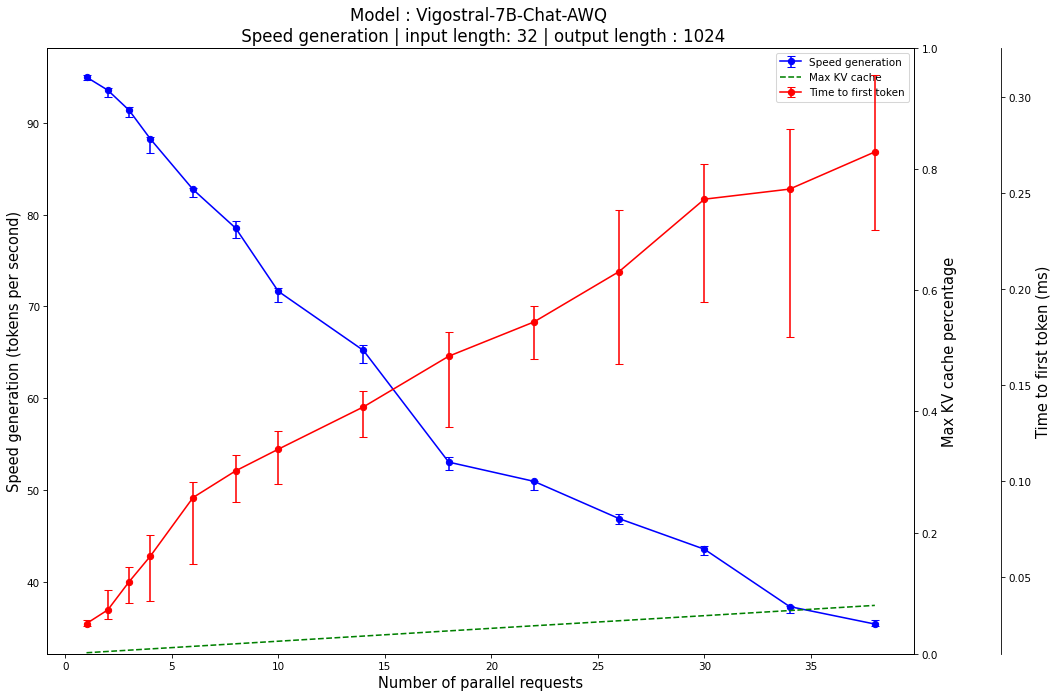 Model : Vigostral-7B-Chat-AWQ
Speed generation | input length: 32 | output length : 1024
Speed generation
Max KV cache
Time to first token
Speed generation (tokens per second)
90
80
70
60
50
40
1.0
0.8
0.6
0.4
0.2
0.0
Max KV cache percentage
0.30
0.25
0.20
0.15
0.10
0.05
Time to first token (ms)
0 5 10 15 20 25 30 35
Number of parallel requests